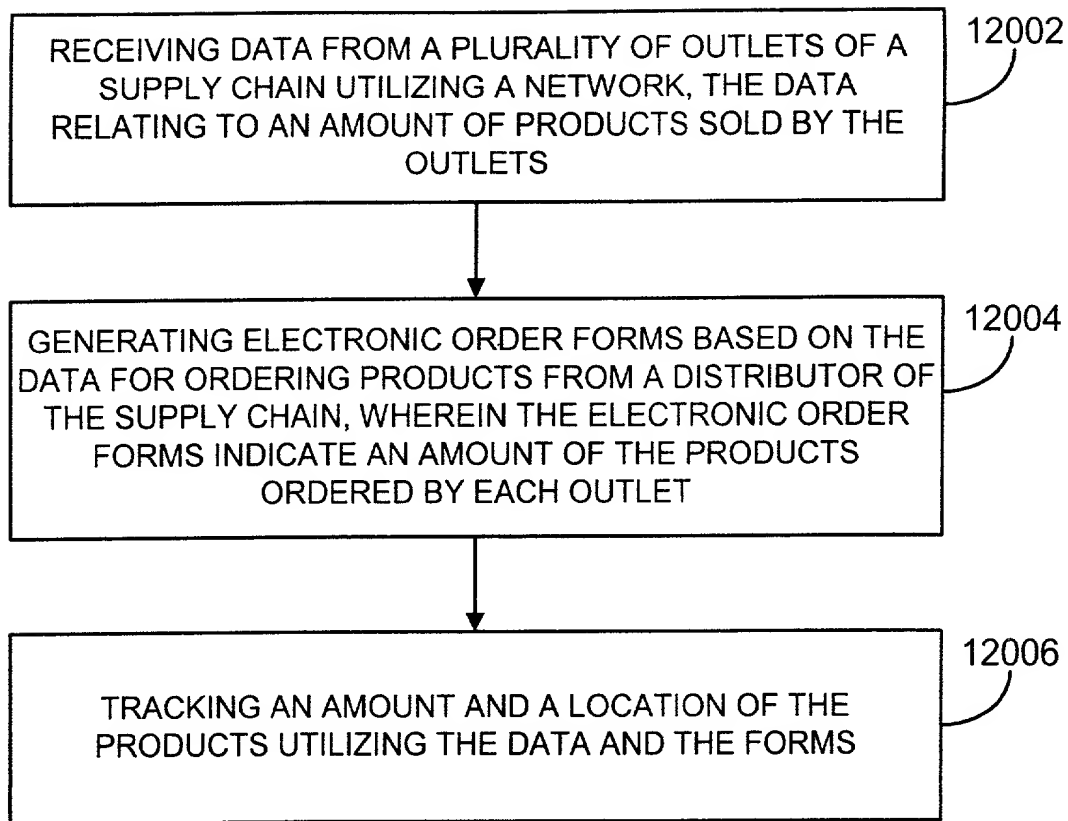 RECEIVING DATA FROM A PLURALITY OF OUTLETS OF A
SUPPLY CHAIN UTILIZING A NETWORK, THE DATA
RELATING TO AN AMOUNT OF PRODUCTS SOLD BY THE
OUTLETS
12002
GENERATING ELECTRONIC ORDER FORMS BASED ON THE
DATA FOR ORDERING PRODUCTS FROM A DISTRIBUTOR OF
THE SUPPLY CHAIN, WHEREIN THE ELECTRONIC ORDER
FORMS INDICATE AN AMOUNT OF THE PRODUCTS
ORDERED BY EACH OUTLET
12004
TRACKING AN AMOUNT AND A LOCATION OF THE
PRODUCTS UTILIZING THE DATA AND THE FORMS
12006